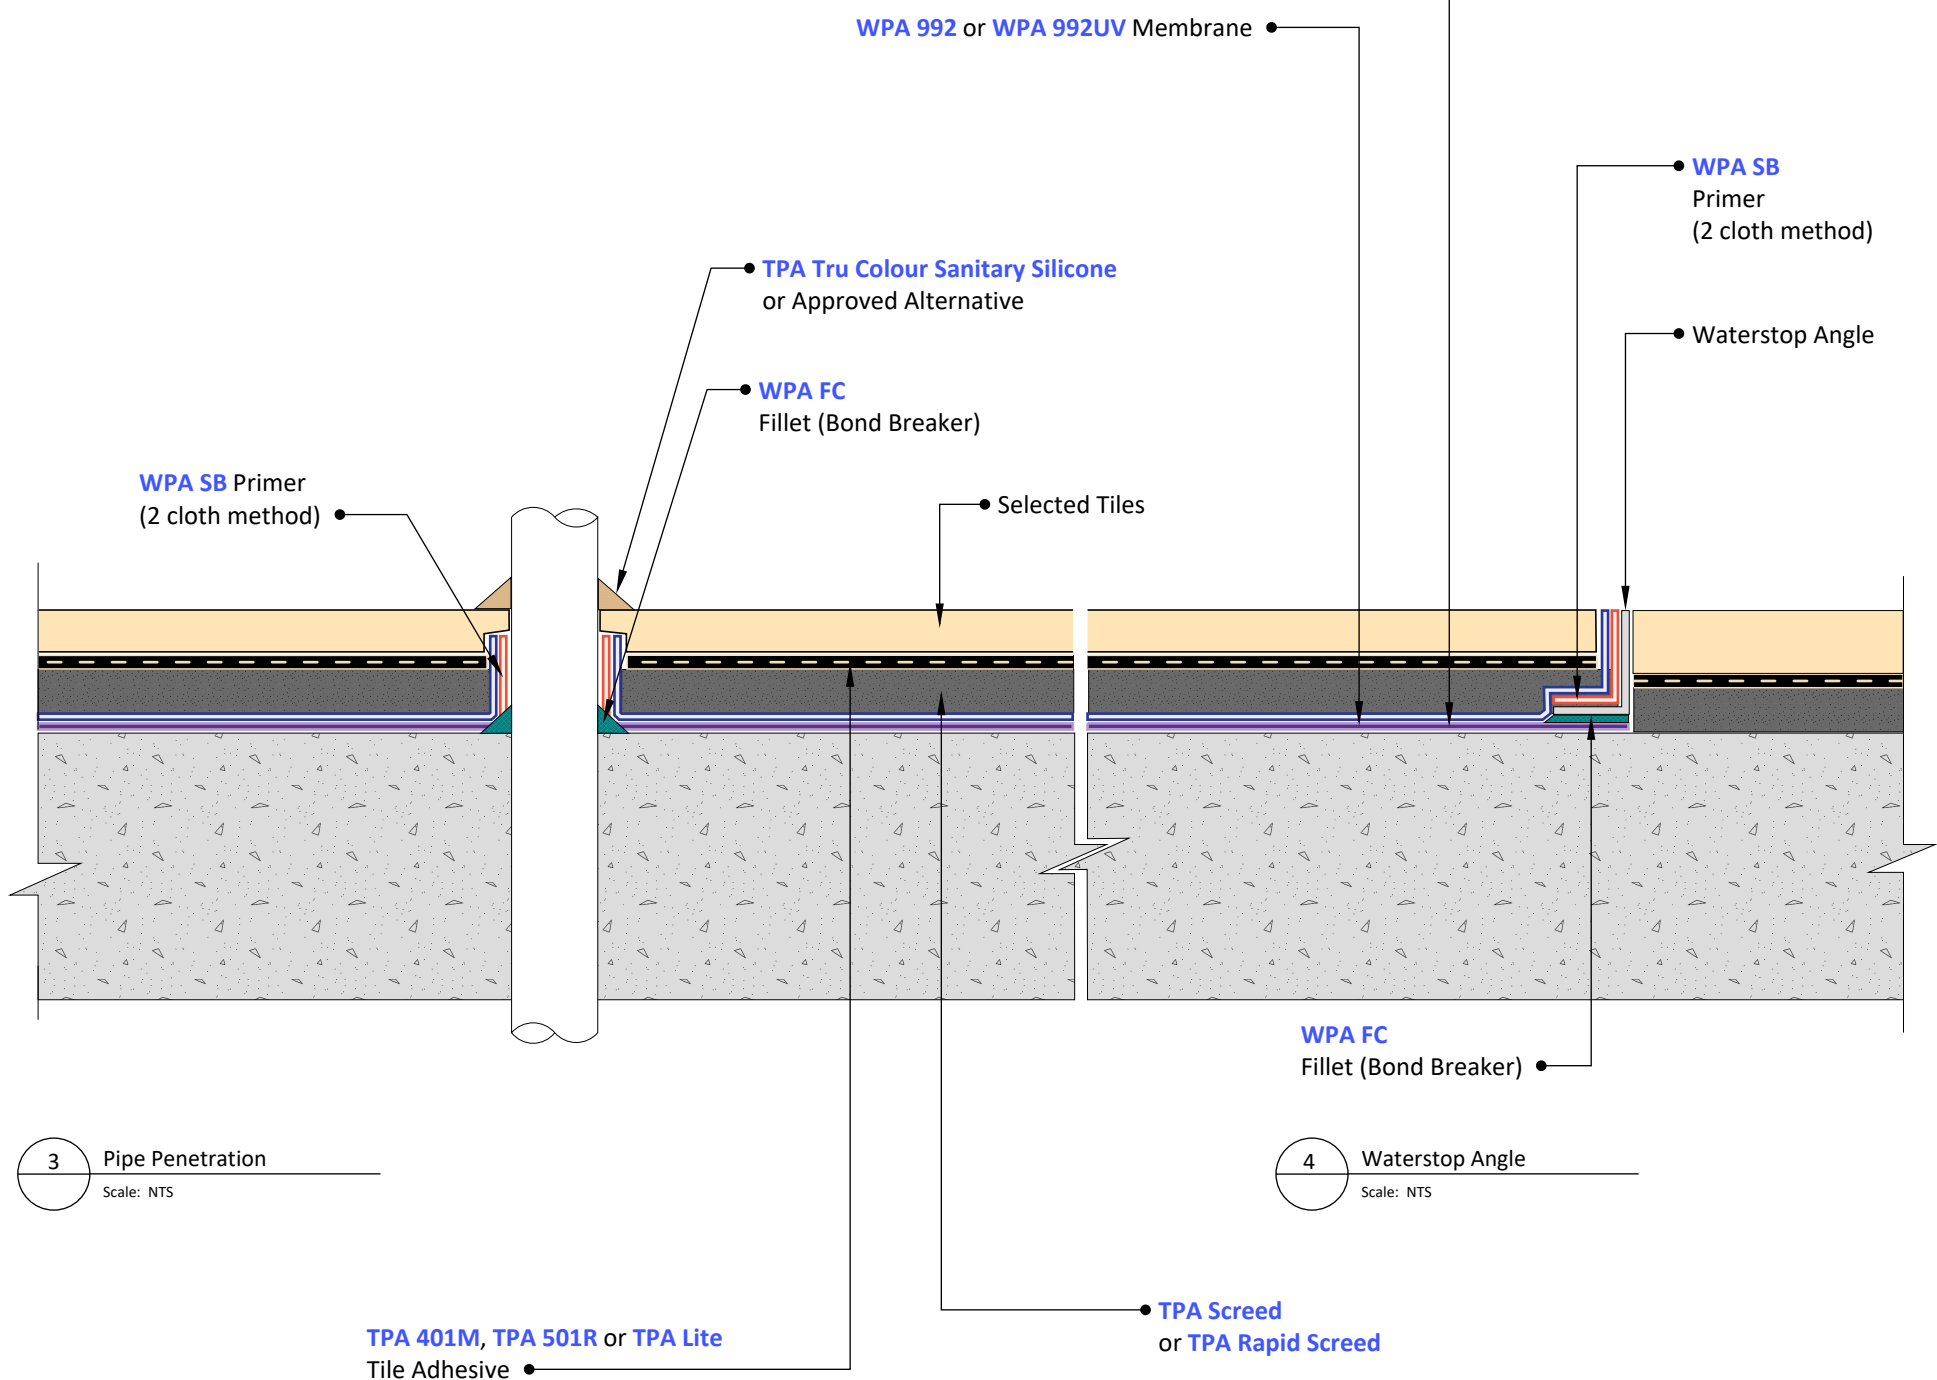 WPA 992 or WPA 992UV Membrane
WPA SB
Primer
(2 cloth method)
TPA Tru Colour Sanitary Silicone
or Approved Alternative
Waterstop Angle
WPA FC
Fillet (Bond Breaker)
WPA SB Primer
(2 cloth method)
Selected Tiles
WPA FC
Fillet (Bond Breaker)
3
Pipe Penetration
Scale: NTS
4
Waterstop Angle
Scale: NTS
TPA Screed
or TPA Rapid Screed
TPA 401M, TPA 501R or TPA Lite
Tile Adhesive